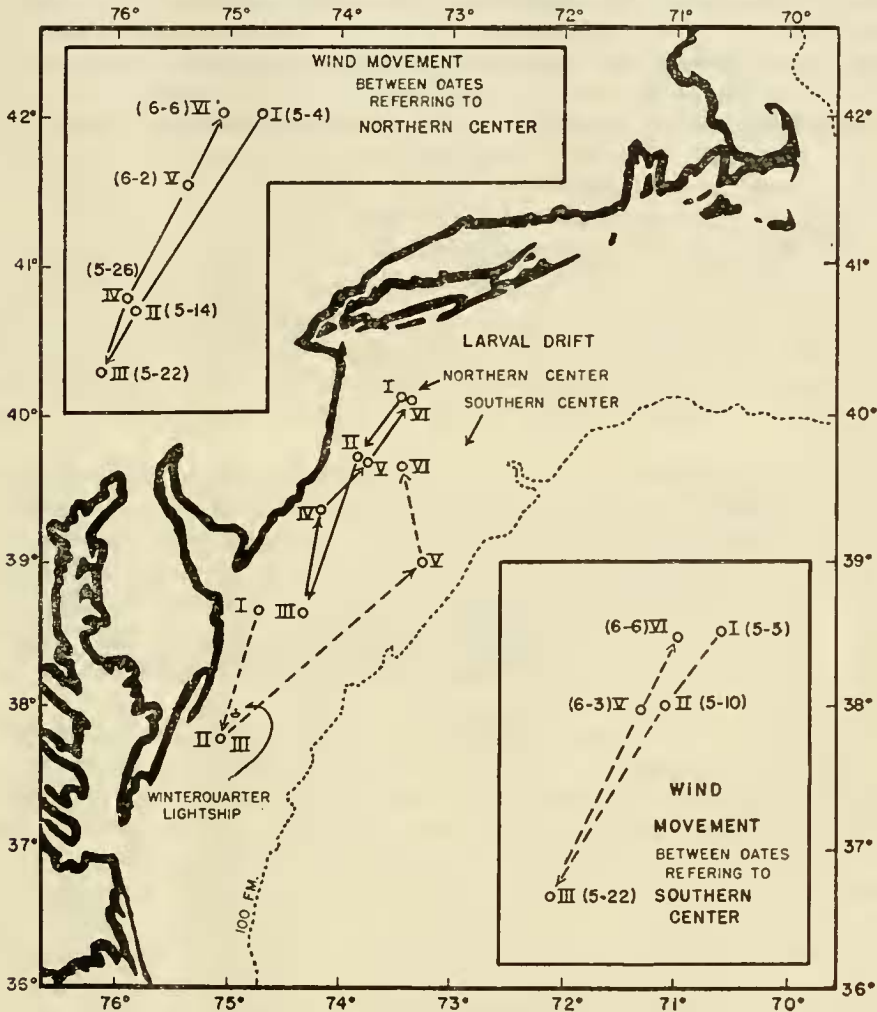 76° 75° 74° 73° 72° 71° 70°
WIND MOVEMENT
BETWEEN OATES
REFERRING TO
NORTHERN CENTER
(6-6) VI
I (5-4)
(6-2) V
(5-26)
IV
II (5-14)
III (5-22)
42° 42°
41° 41°
40° 40°
39° 39°
38° 38°
37° 37°
36° 36°
LARVAL DRIFT
NORTHERN CENTER
SOUTHERN CENTER
I
VI
II
V
VI
IV
V
I
III
II III
WINTERQUARTER
LIGHTSHIP
100 FM.
(6-6) VI
I (5-3)
(6-3) V
II (5-10)
WIND
MOVEMENT
BETWEEN OATES
REFERING TO
III (5-22)
SOUTHERN
CENTER
76° 75° 74° 73° 72° 71° 70°